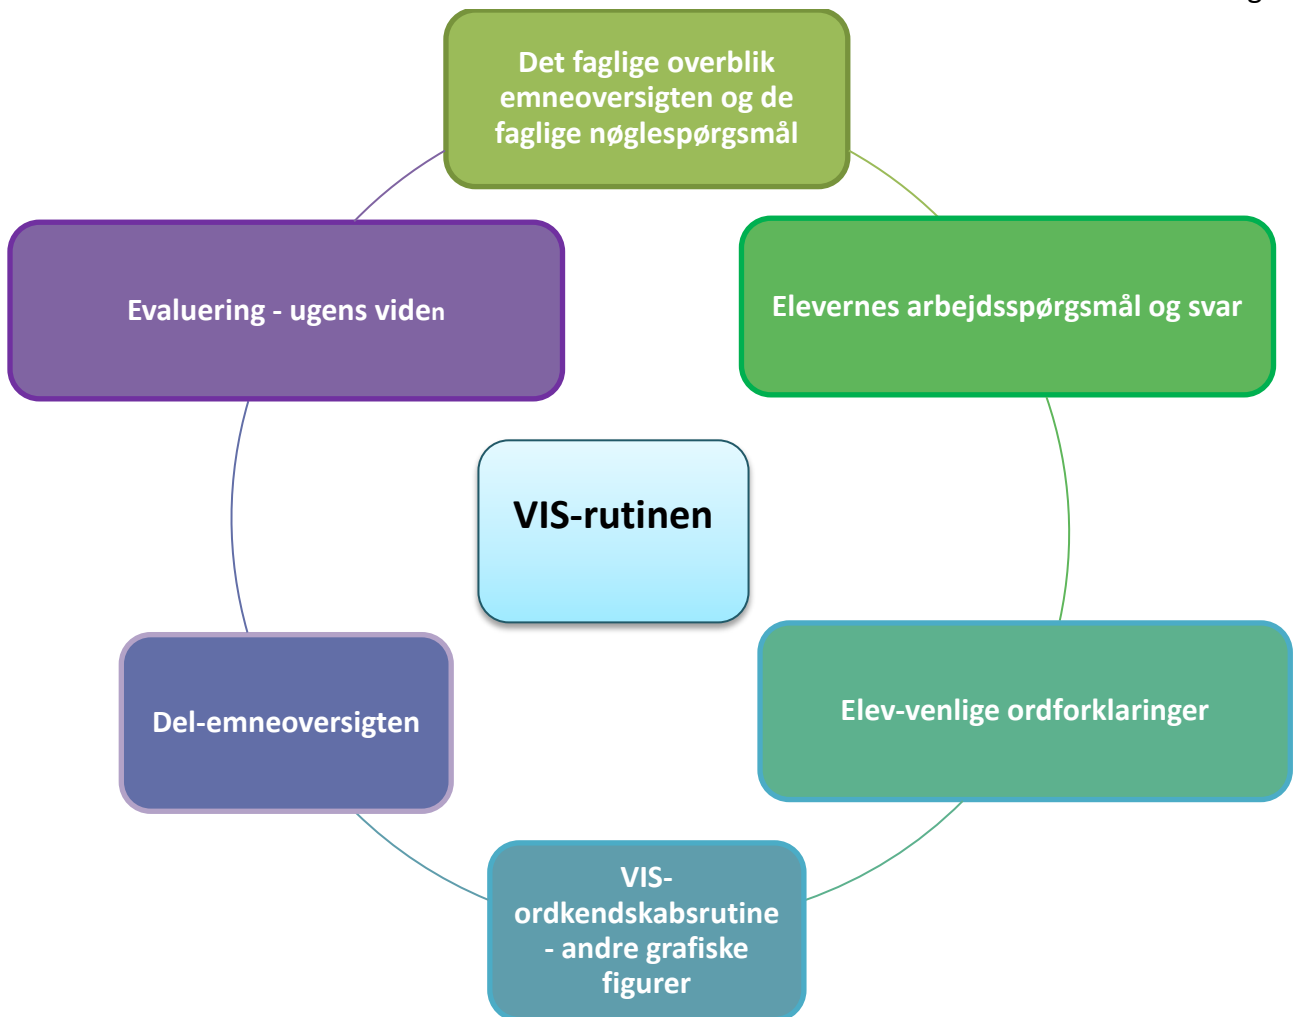 Det faglige overblik
emneoversigten og de
faglige nøglespørgsmål
Elevernes arbejdsspørgsmål og svar
Elev-venlige ordforklaringer
VIS-
ordkendskabsrutine
- andre grafiske
figurer
Del-emneoversigten
Evaluering - ugens viden
VIS-rutinen